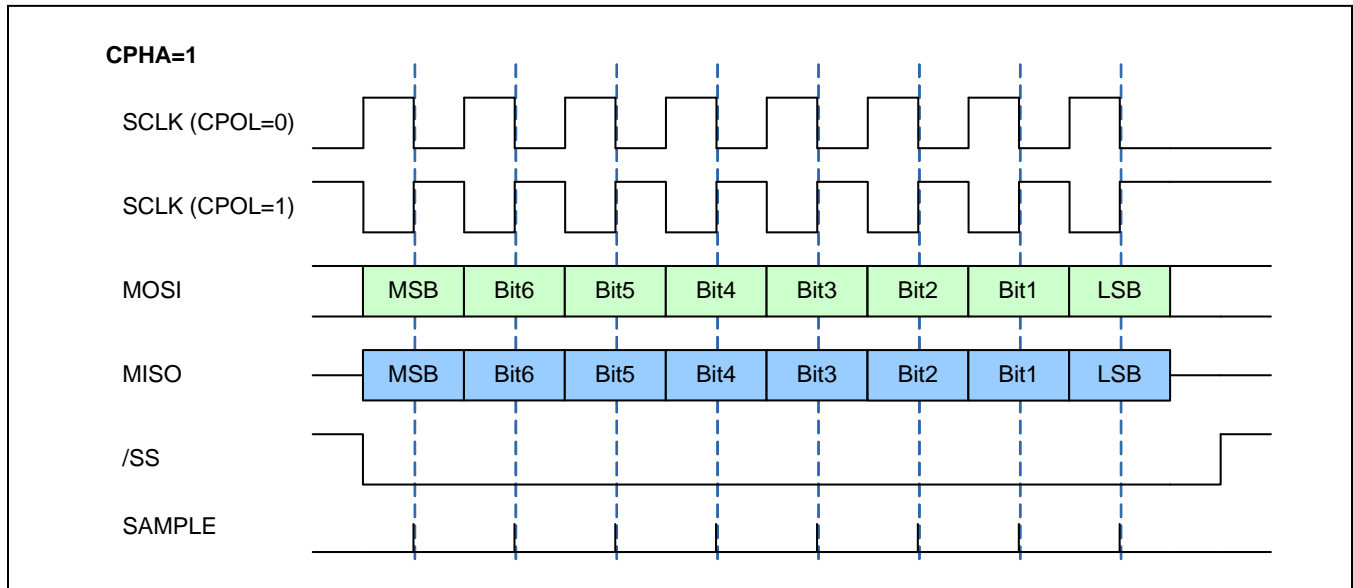 CPHA=1
SCLK (CPOL=0)
SCLK (CPOL=1)
MOSI MSB Bit6 Bit5 Bit4 Bit3 Bit2 Bit1 LSB
MISO MSB Bit6 Bit5 Bit4 Bit3 Bit2 Bit1 LSB
/SS
SAMPLE